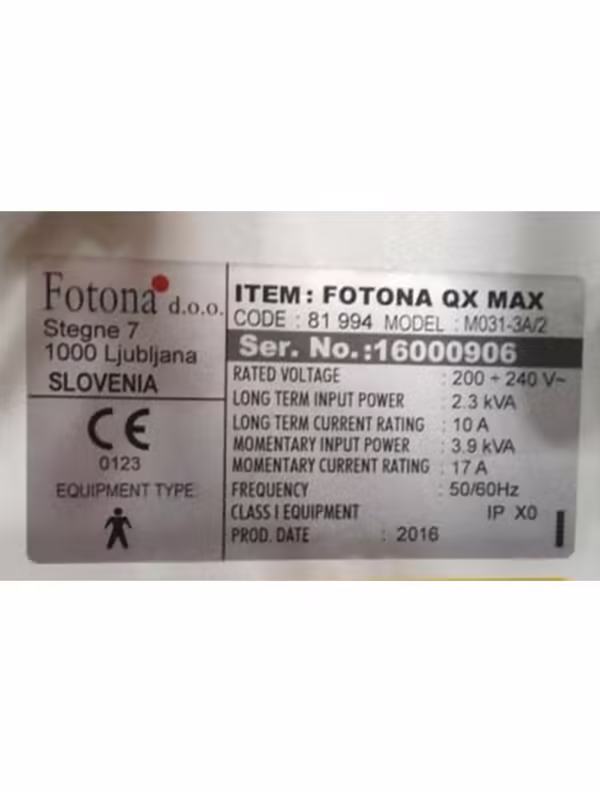 Fotona d.o.o.
Stegne 7
1000 Ljubljana
SLOVENIA
CE
0123
EQUIPMENT TYPE
ITEM: FOTONA QX MAX
CODE : 81 994 MODEL : M031-3A/2
Ser. No.:16000906
RATED VOLTAGE : 200 ÷ 240 V~
LONG TERM INPUT POWER : 2.3 kVA
LONG TERM CURRENT RATING : 10 A
MOMENTARY INPUT POWER : 3.9 kVA
MOMENTARY CURRENT RATING : 17 A
FREQUENCY : 50/60Hz
CLASS I EQUIPMENT IP X0
PROD. DATE : 2016